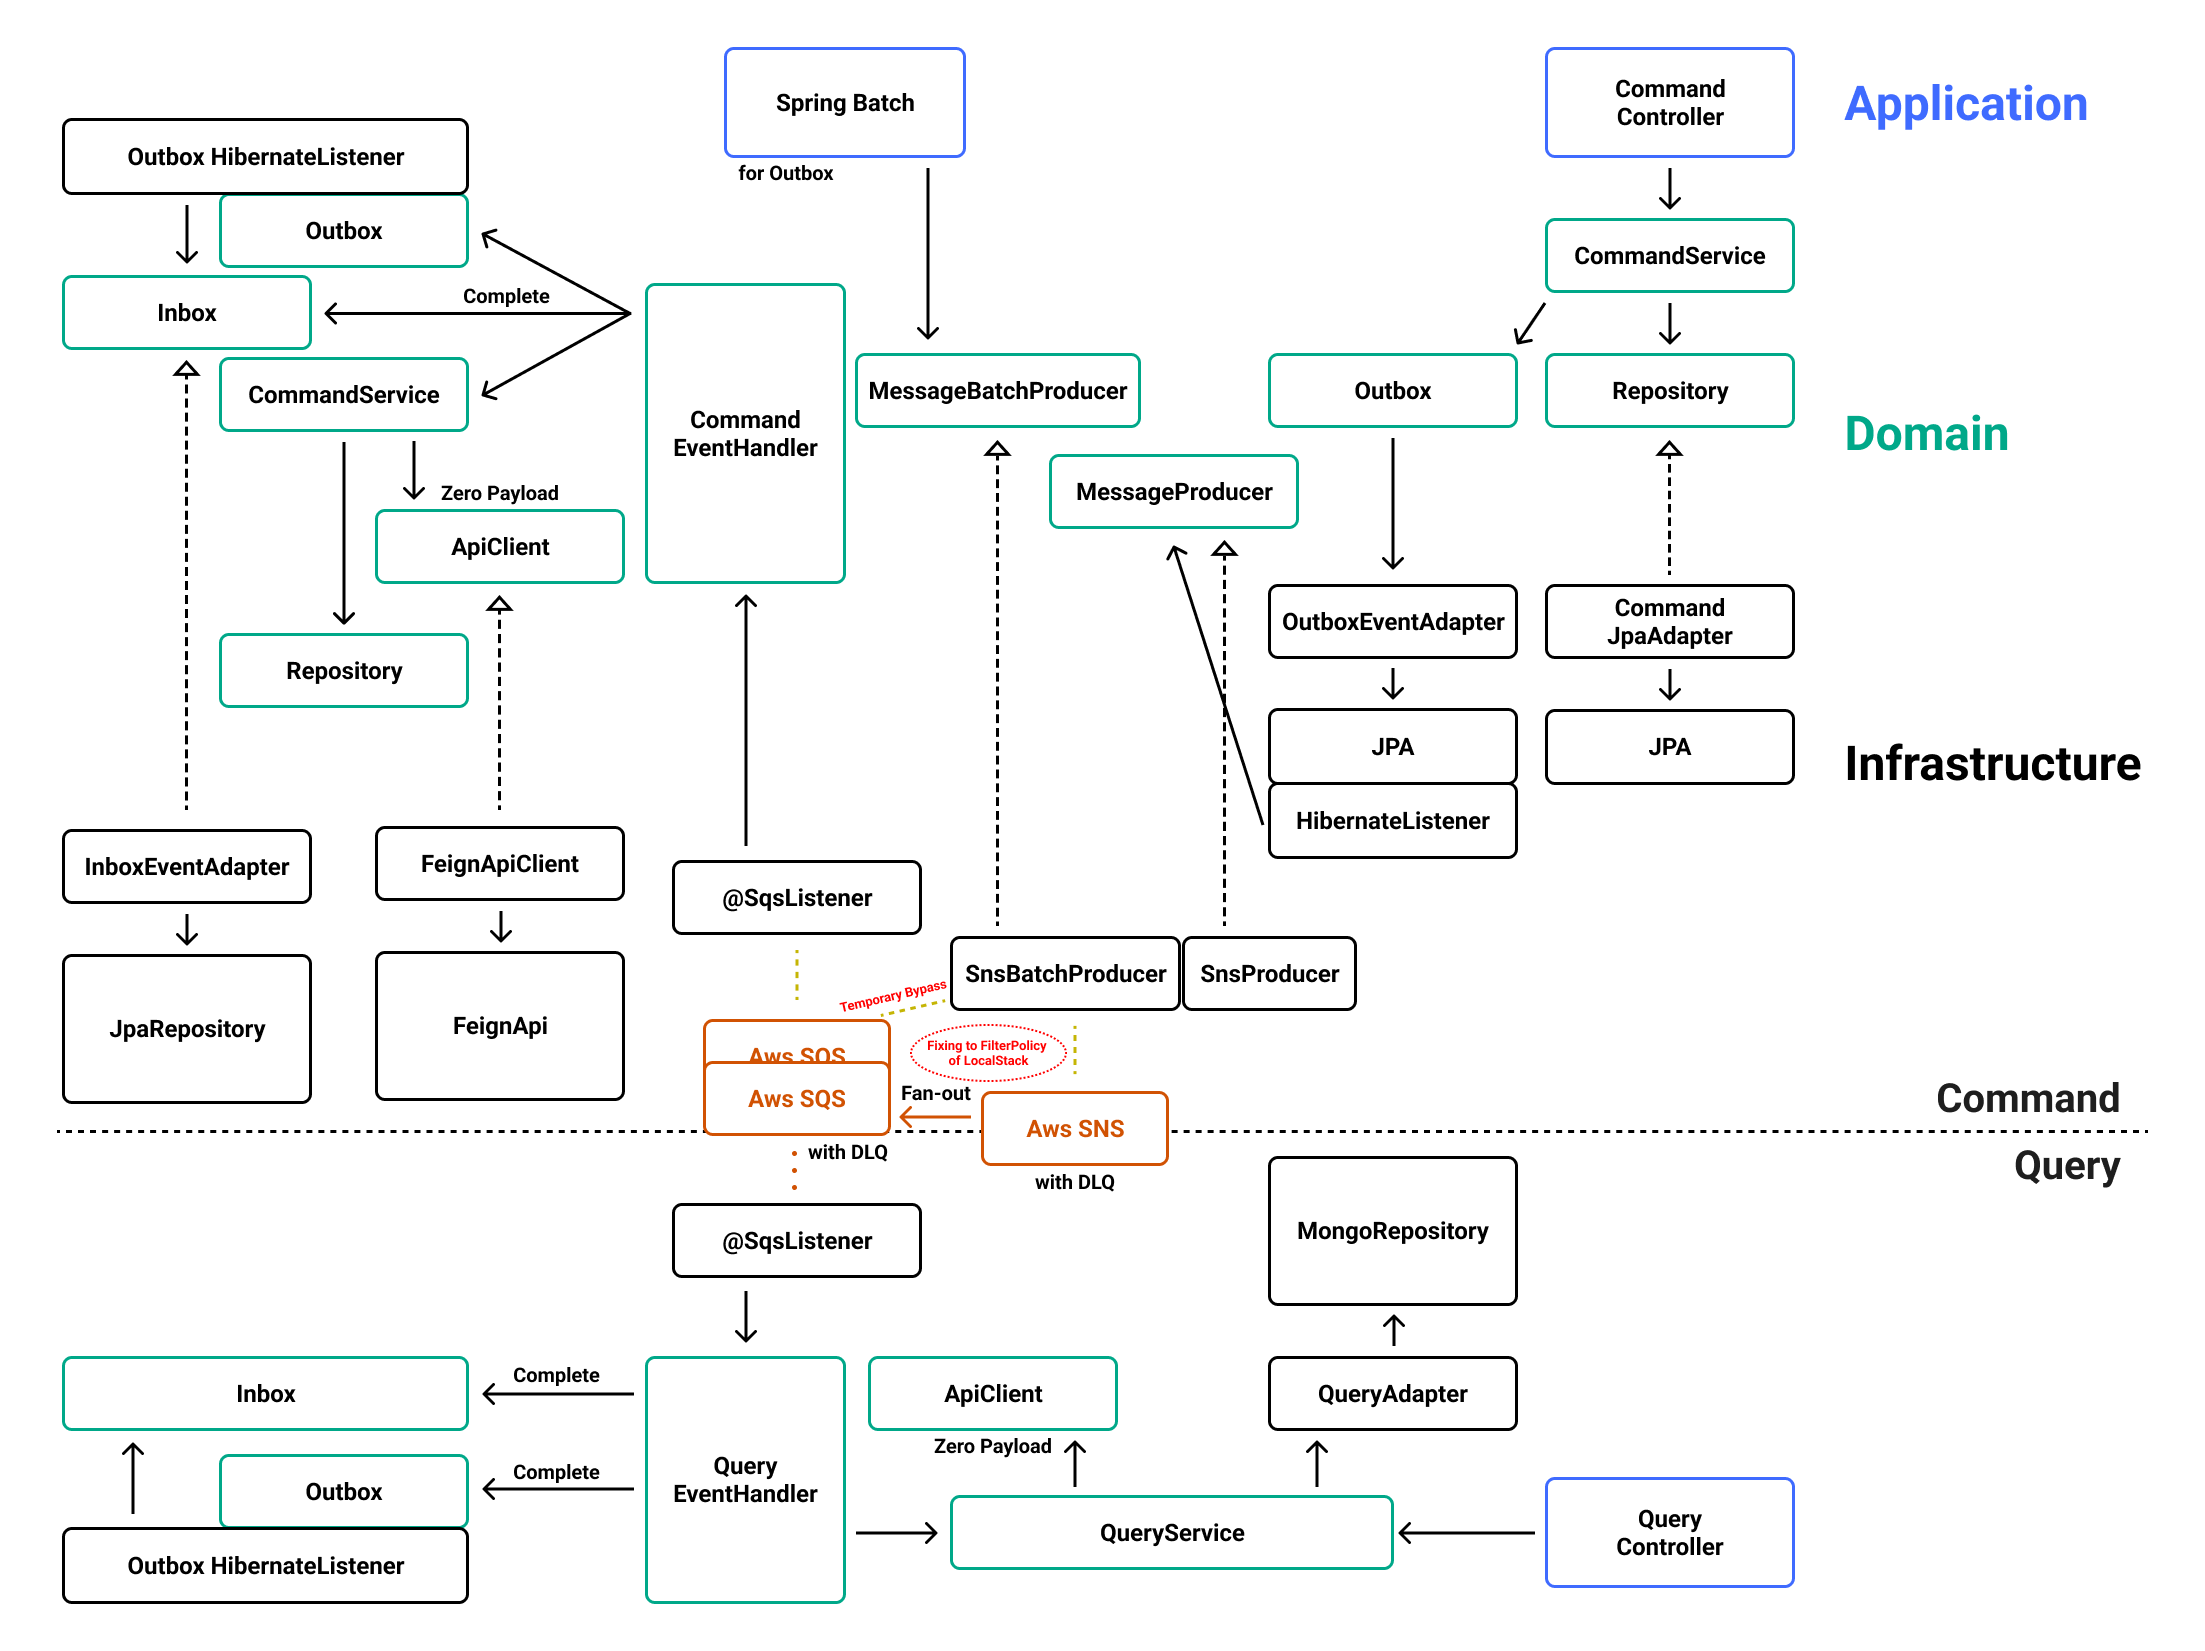 Spring Batch
for Outbox
Command
Controller
Application
Outbox HibernateListener
Outbox
Inbox
Complete
CommandService
Zero Payload
ApiClient
Repository
Command
EventHandler
MessageBatchProducer
MessageProducer
CommandService
Outbox
Repository
Domain
OutboxEventAdapter
Command
JpaAdapter
JPA
JPA
HibernateListener
Infrastructure
InboxEventAdapter
FeignApiClient
@SqsListener
SnsBatchProducer
SnsProducer
JpaRepository
FeignApi
Temporary Bypass
Aws SQS
Aws SQS
Fixing to FilterPolicy
of LocalStack
Fan-out
Aws SNS
with DLQ
with DLQ
Command
Query
@SqsListener
MongoRepository
Inbox
Complete
Outbox
Complete
Outbox HibernateListener
Query
EventHandler
ApiClient
Zero Payload
QueryAdapter
QueryService
Query
Controller